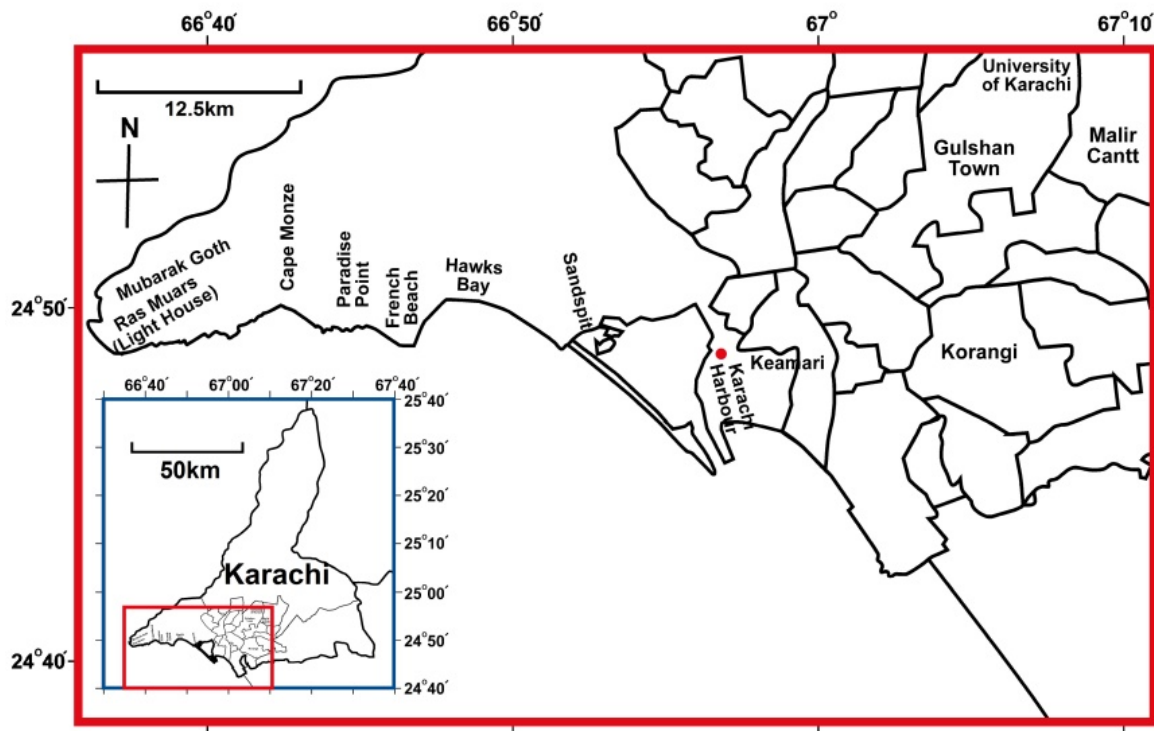 66°40´
66°50´
67°
67°10´
12.5km
N
University
of Karachi
Gulshan
Town
Malir
Cantt
Mubarak Goth
Ras Muars
(Light House)
Cape Monze
Paradise
Point
French
Beach
Hawks
Bay
Sandspit
24°50´
Karachi
Harbour
Keamari
Korangi
24°40´
66°40´
67°00´
67°20´
67°40´
50km
Karachi
25°40´
25°30´
25°20´
25°10´
25°00´
24°50´
24°40´